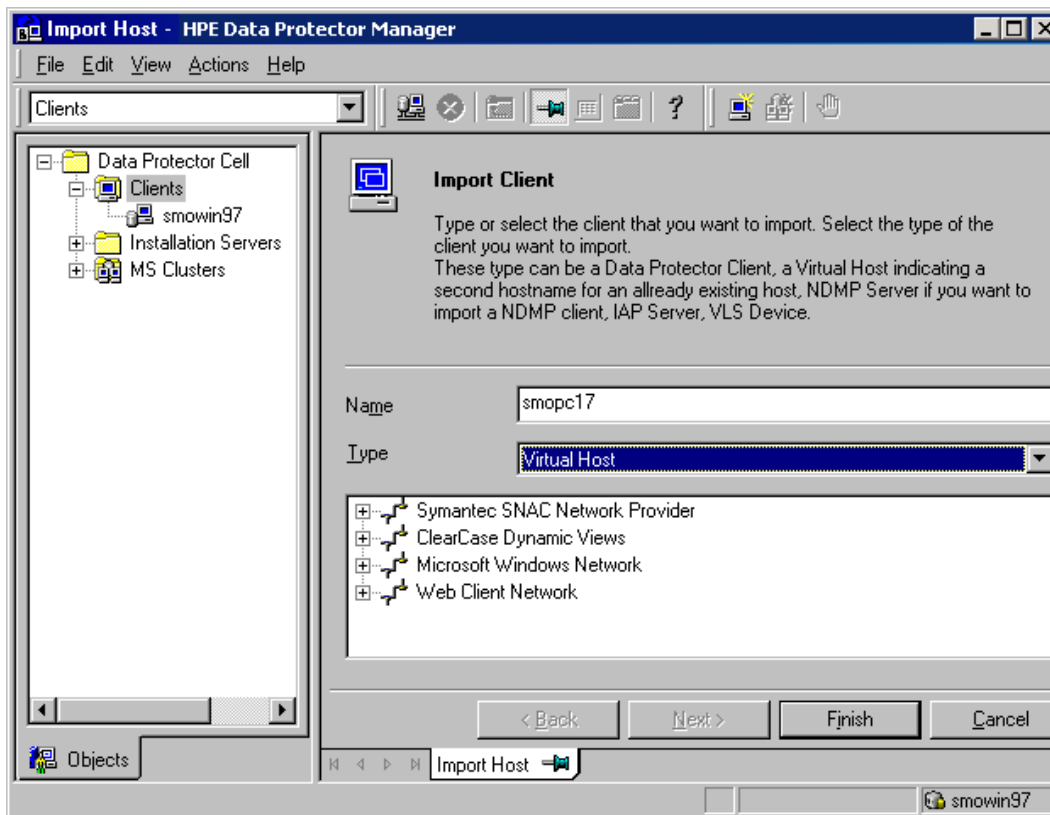 Import Host - HPE Data Protector Manager
File Edit View Actions Help
Clients
Data Protector Cell
Clients
smowin97
Installation Servers
MS Clusters
Import Client
Type or select the client that you want to import. Select the type of the
client you want to import.
These type can be a Data Protector Client, a Virtual Host indicating a
second hostname for an allready existing host, NDMP Server if you want to
import a NDMP client, IAP Server, VLS Device.
Name smopc17
Type Virtual Host
Symantec SNAC Network Provider
ClearCase Dynamic Views
Microsoft Windows Network
Web Client Network
< Back Next > Finish Cancel
Objects
Import Host
smowin97